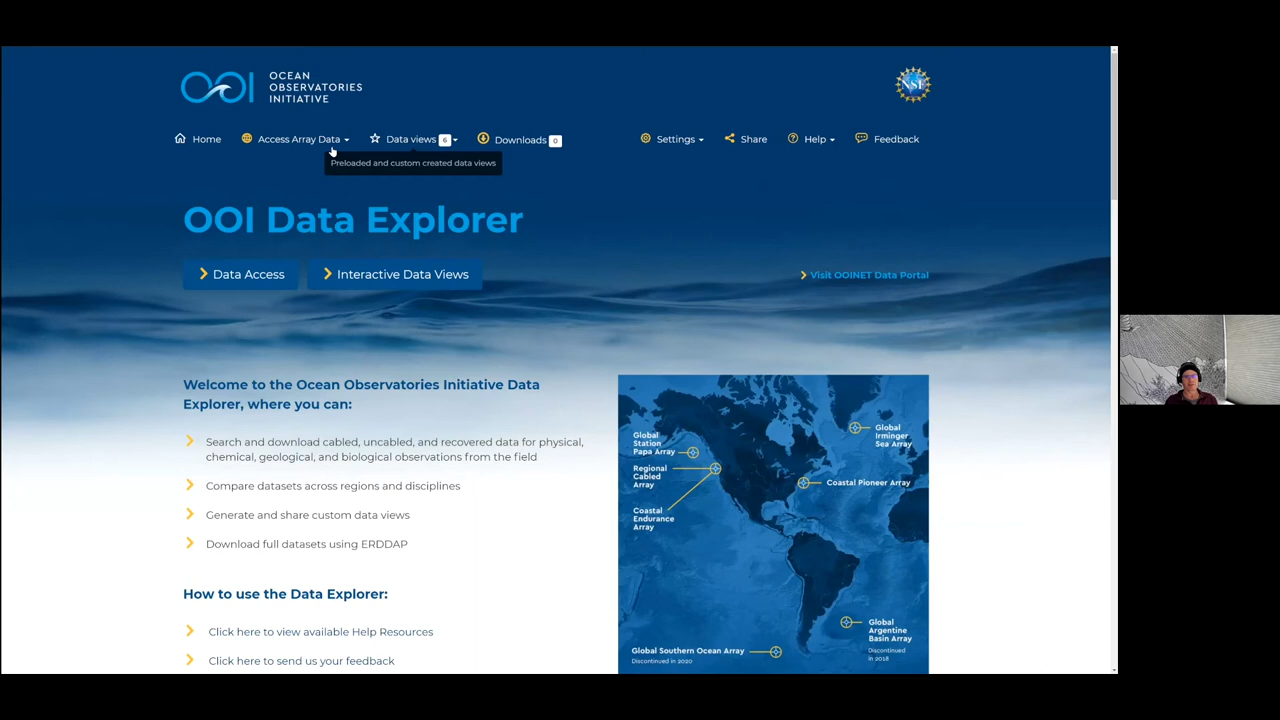 OCEAN
OBSERVATORIES
INITIATIVE
NSF
Home
Access Array Data
Data views 6
Downloads 0
Settings
Share
Help
Feedback
Preloaded and custom created data views
OOI Data Explorer
Data Access
Interactive Data Views
Visit OOINET Data Portal
Welcome to the Ocean Observatories Initiative Data
Explorer, where you can:
Search and download cabled, uncabled, and recovered data for physical,
chemical, geological, and biological observations from the field
Compare datasets across regions and disciplines
Generate and share custom data views
Download full datasets using ERDDAP
How to use the Data Explorer:
Click here to view available Help Resources
Click here to send us your feedback
Global
Station
Papa Array
Regional
Cabled
Array
Coastal
Endurance
Array
Global
Irminger
Sea Array
Coastal Pioneer Array
Global
Argentine
Basin Array
Discontinued
in 2018
Global Southern Ocean Array
Discontinued in 2020